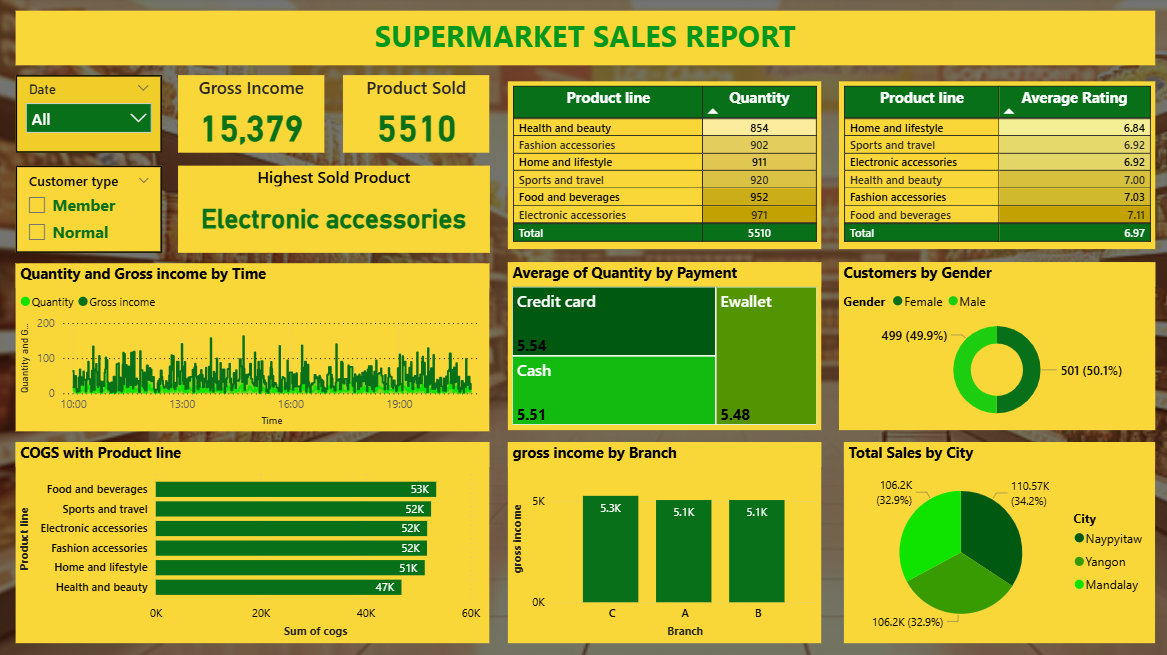 SUPERMARKET SALES REPORT
Date
All
Customer type
Member
Normal
Gross Income
15,379
Product Sold
5510
Highest Sold Product
Electronic accessories
Product line Quantity
Health and beauty 854
Fashion accessories 902
Home and lifestyle 911
Sports and travel 920
Food and beverages 952
Electronic accessories 971
Total 5510
Product line Average Rating
Home and lifestyle 6.84
Sports and travel 6.92
Electronic accessories 6.92
Health and beauty 7.00
Fashion accessories 7.03
Food and beverages 7.11
Total 6.97
Quantity and Gross income by Time
Quantity Gross income
Quantity and G...
200
100
0
10:00 13:00 16:00 19:00
Time
Average of Quantity by Payment
Credit card
5.54
Cash
5.51
Ewallet
5.48
Customers by Gender
Gender Female Male
499 (49.9%)
501 (50.1%)
COGS with Product line
Product line
Food and beverages 53K
Sports and travel 52K
Electronic accessories 52K
Fashion accessories 52K
Home and lifestyle 51K
Health and beauty 47K
0K 20K 40K 60K
Sum of cogs
gross income by Branch
gross income
5K
0K
5.3K 5.1K 5.1K
C A B
Branch
Total Sales by City
106.2K
(32.9%)
110.57K
(34.2%)
106.2K (32.9%)
City
Naypyitaw
Yangon
Mandalay